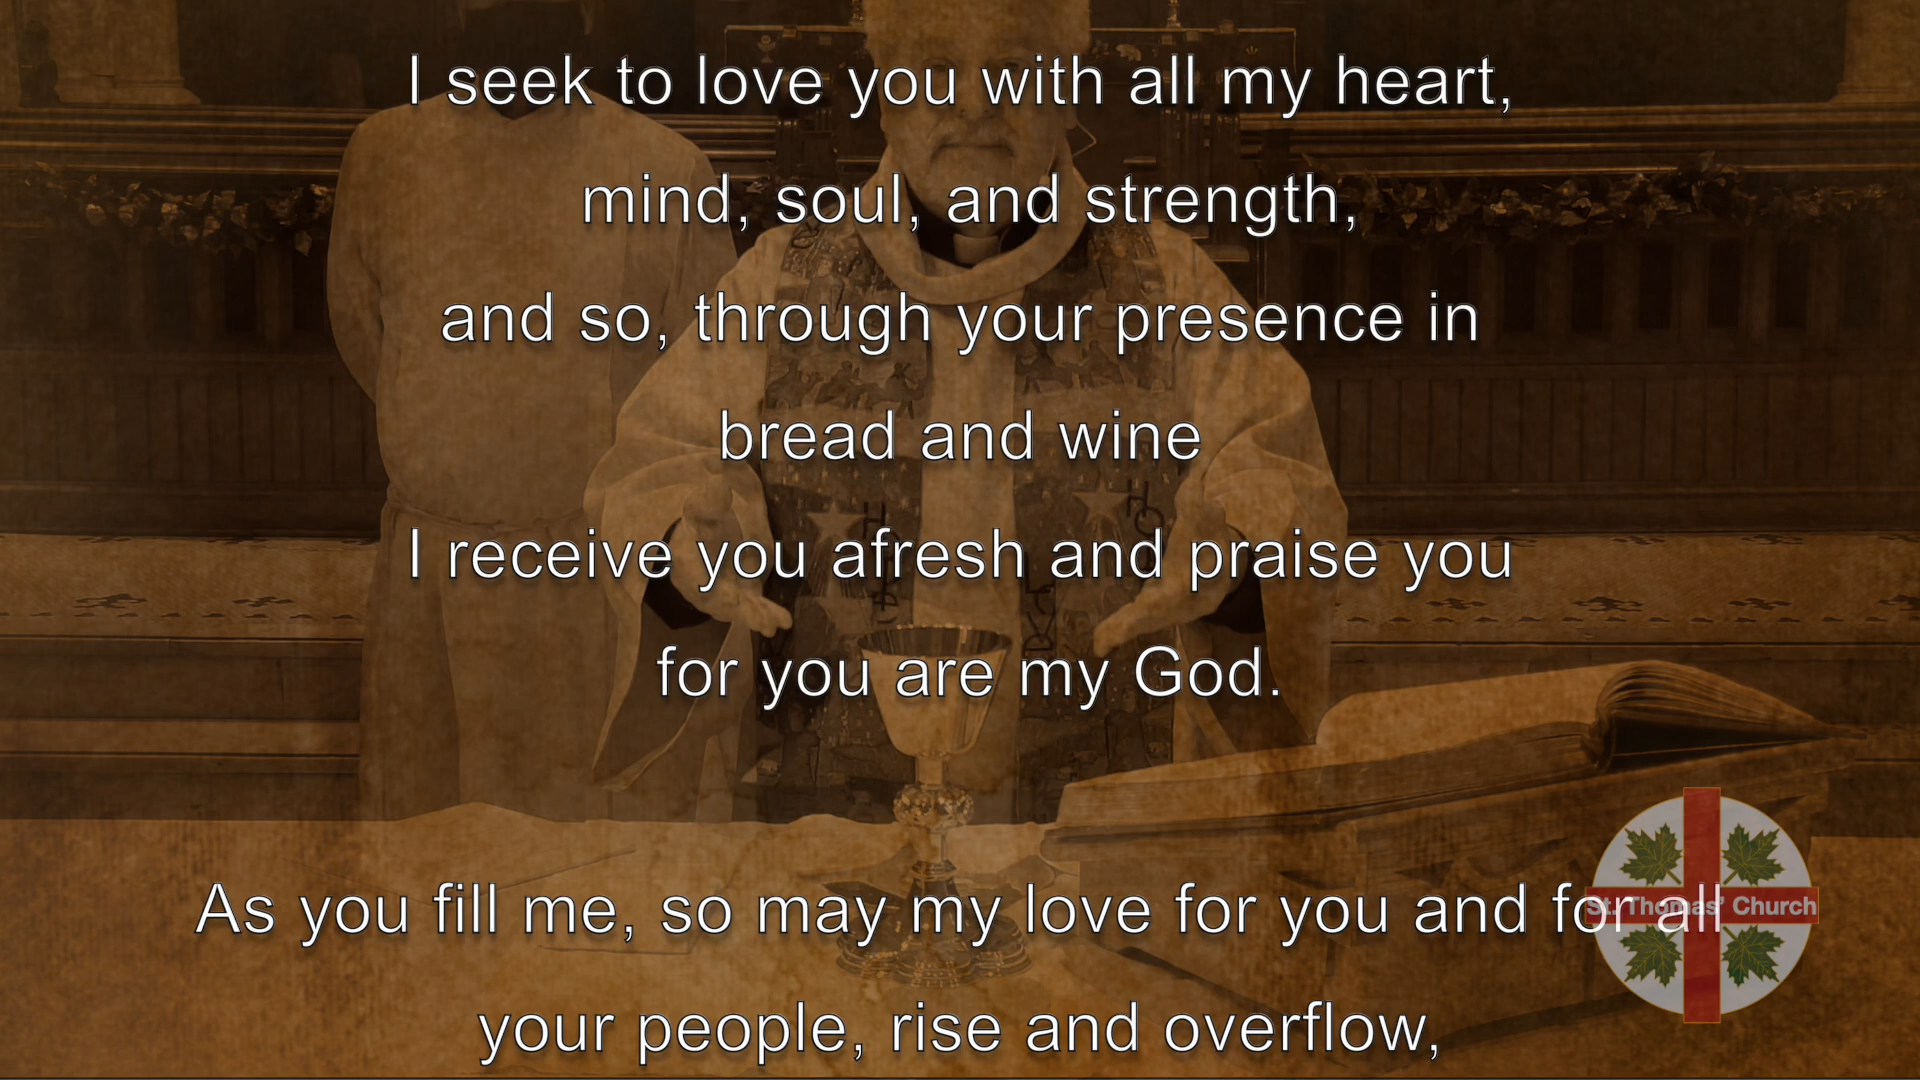 I seek to love you with all my heart,
mind, soul, and strength,
and so, through your presence in
bread and wine
I receive you afresh and praise you
for you are my God.
As you fill me, so may my love for you and for all
St. Thomas' Church
your people, rise and overflow,